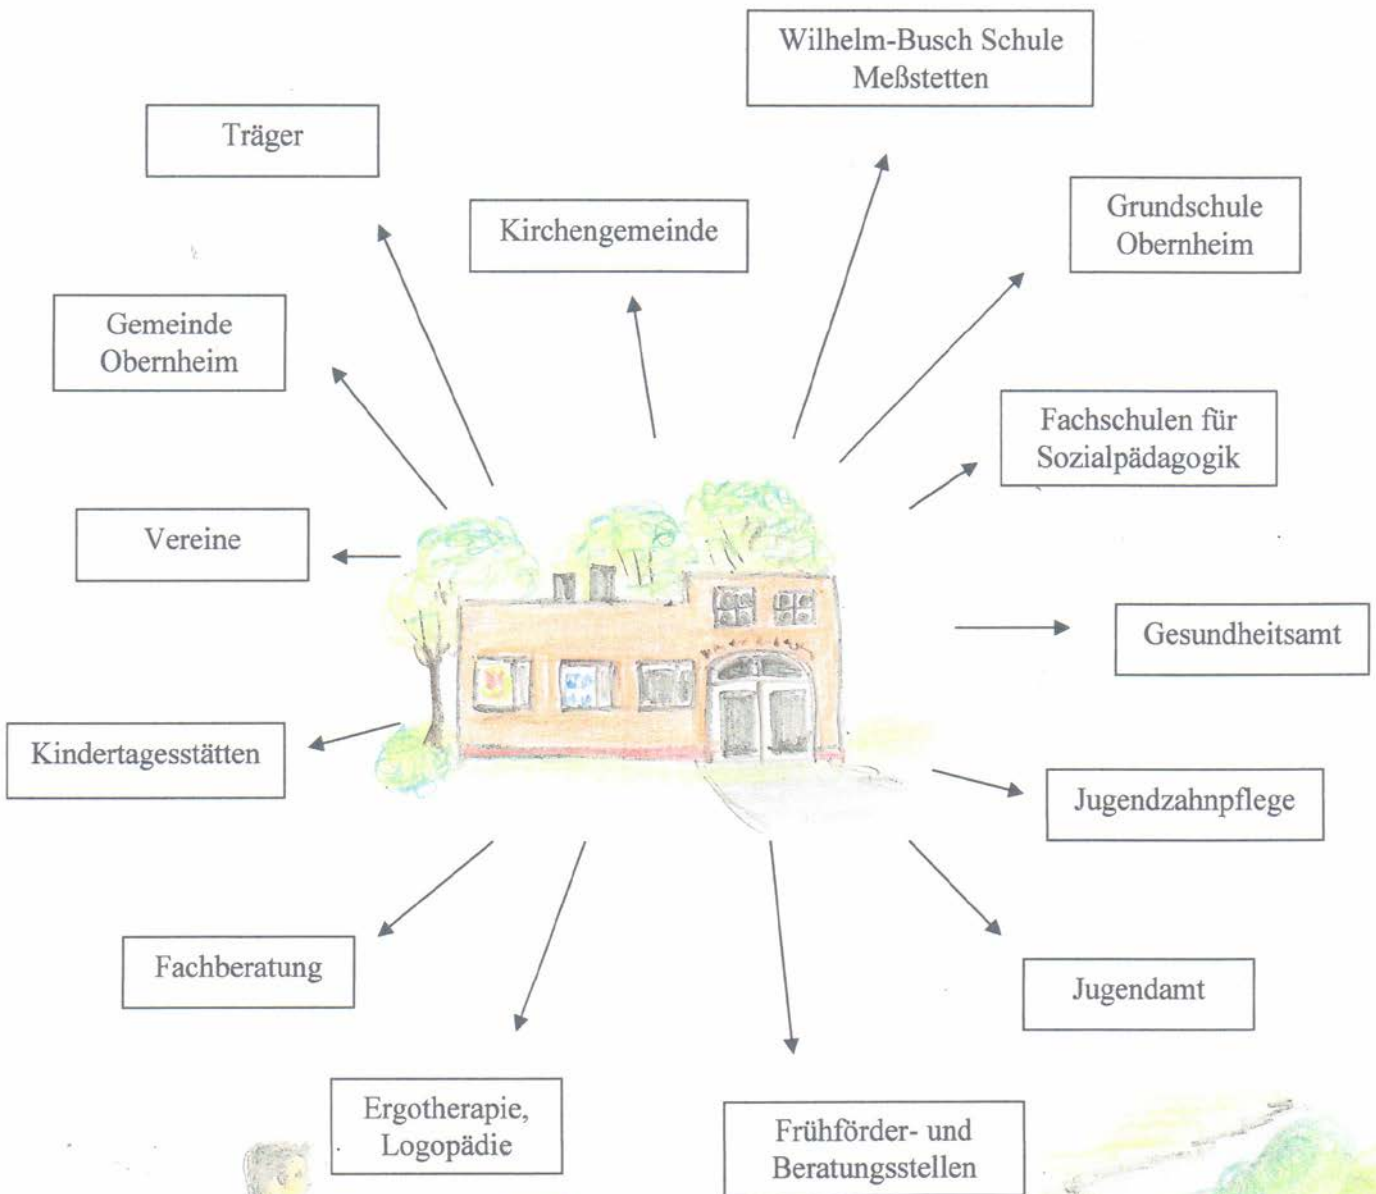 Wilhelm-Busch Schule
Meßstetten
Träger
Kirchengemeinde
Grundschule
Obernheim
Gemeinde
Obernheim
Fachschulen für
Sozialpädagogik
Vereine
Gesundheitsamt
Kindertagesstätten
Jugendzahnpflege
Fachberatung
Jugendamt
Ergotherapie,
Logopädie
Frühförder- und
Beratungsstellen